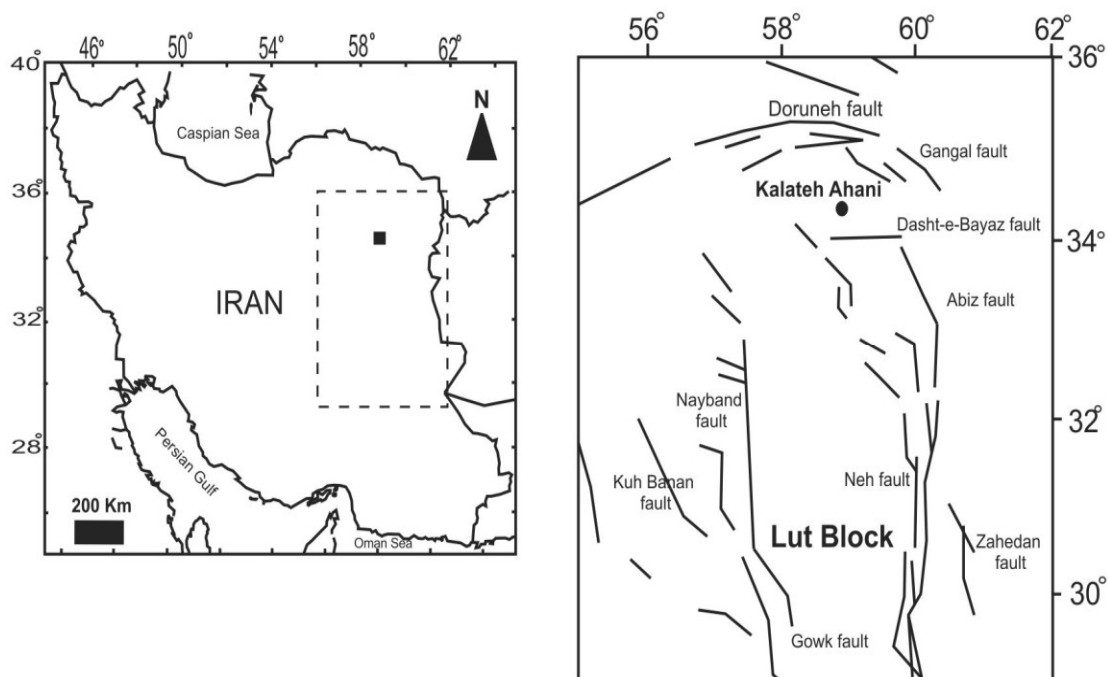 46° 50° 54° 58° 62°
40°
36°
32°
28°
Caspian Sea
N
IRAN
Persian Gulf
200 Km
Oman Sea
56° 58° 60° 62°
36°
34°
32°
30°
Doruneh fault
Gangal fault
Kalateh Ahani
Dasht-e-Bayaz fault
Abiz fault
Nayband
fault
Kuh Banan
fault
Neh fault
Lut Block
Zahedan
fault
Gowk fault